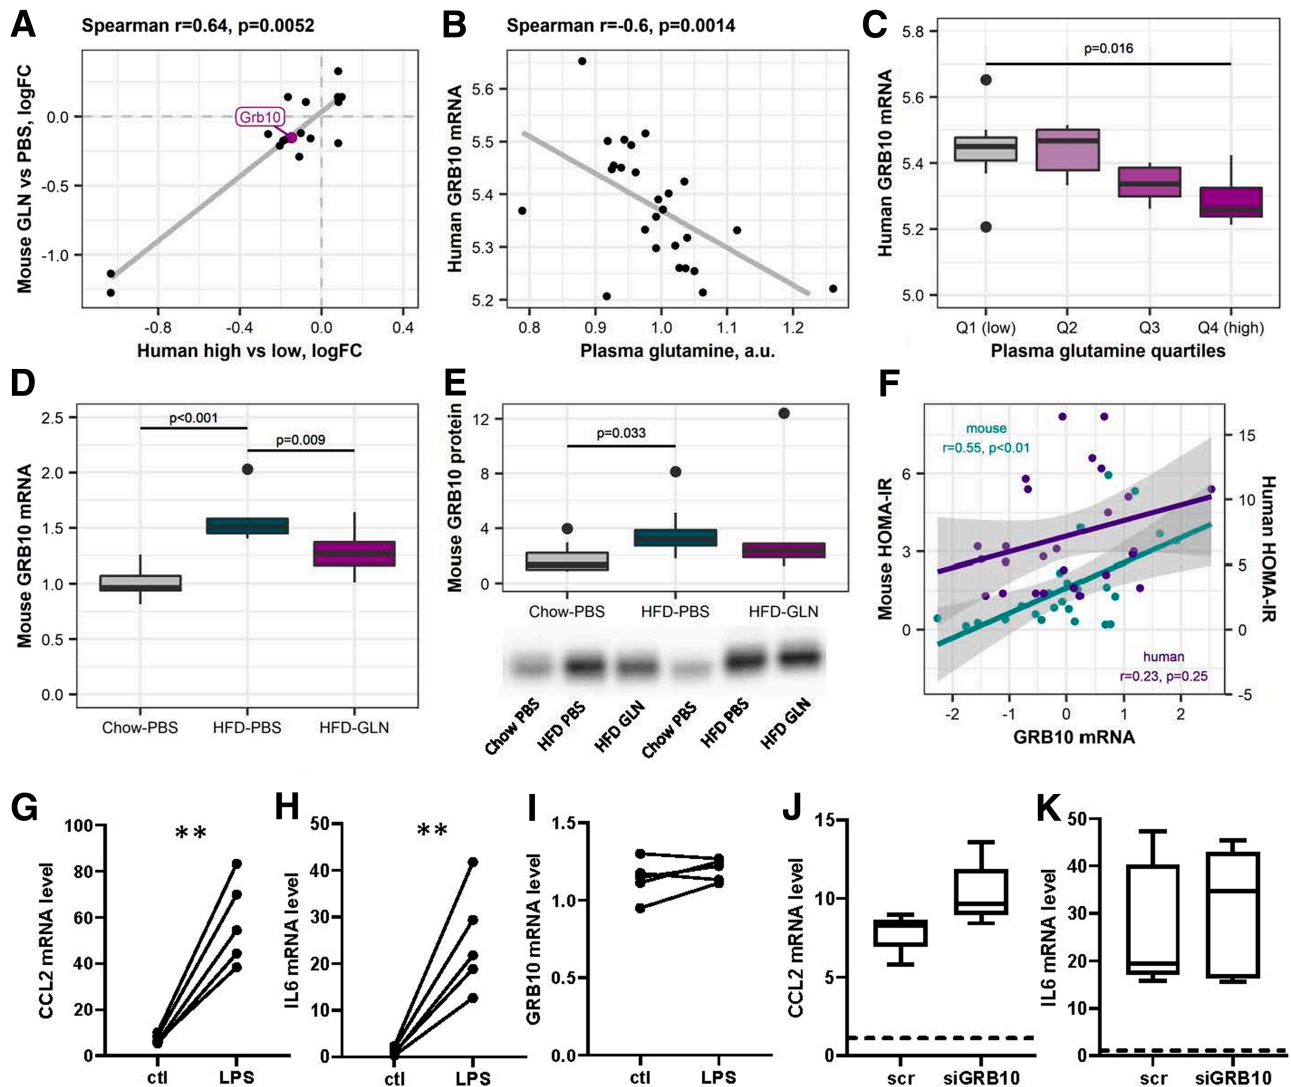 A
Spearman r=0.64, p=0.0052
Mouse GLN vs PBS, logFC
0.0
-0.5
-1.0
Grb10
-0.8
-0.4
0.0
0.4
Human high vs low, logFC
B
Spearman r=-0.6, p=0.0014
Human GRB10 mRNA
5.6
5.5
5.4
5.3
5.2
0.8
0.9
1.0
1.1
1.2
Plasma glutamine, a.u.
C
Human GRB10 mRNA
5.8
5.6
5.4
5.2
5.0
p=0.016
Q1 (low)
Q2
Q3
Q4 (high)
Plasma glutamine quartiles
D
Mouse GRB10 mRNA
2.5
2.0
1.5
1.0
0.5
0.0
p<0.001
p=0.009
Chow-PBS
HFD-PBS
HFD-GLN
E
Mouse GRB10 protein
12
8
4
0
p=0.033
Chow-PBS
HFD-PBS
HFD-GLN
Chow PBS
HFD PBS
HFD GLN
Chow PBS
HFD PBS
HFD GLN
F
Mouse HOMA-IR
6
3
0
mouse
r=0.55, p<0.01
human
r=0.23, p=0.25
15
10
5
0
-5
Human HOMA-IR
-2
-1
0
1
2
GRB10 mRNA
G
CCL2 mRNA level
100
80
60
40
20
0
**
ctl
LPS
H
IL6 mRNA level
50
40
30
20
10
0
**
ctl
LPS
I
GRB10 mRNA level
1.5
1.0
0.5
0.0
ctl
LPS
J
CCL2 mRNA level
15
10
5
0
scr
siGRB10
K
IL6 mRNA level
50
40
30
20
10
0
scr
siGRB10